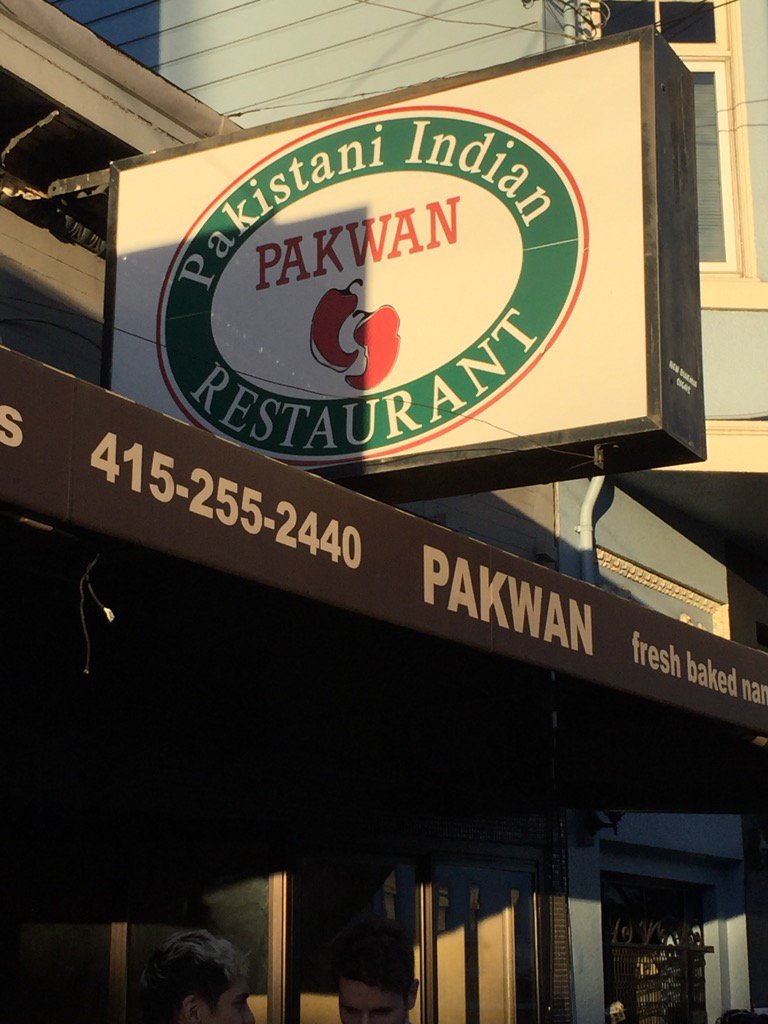 Pakistani Indian
PAKWAN
RESTAURANT
s 415-255-2440 PAKWAN fresh baked nan